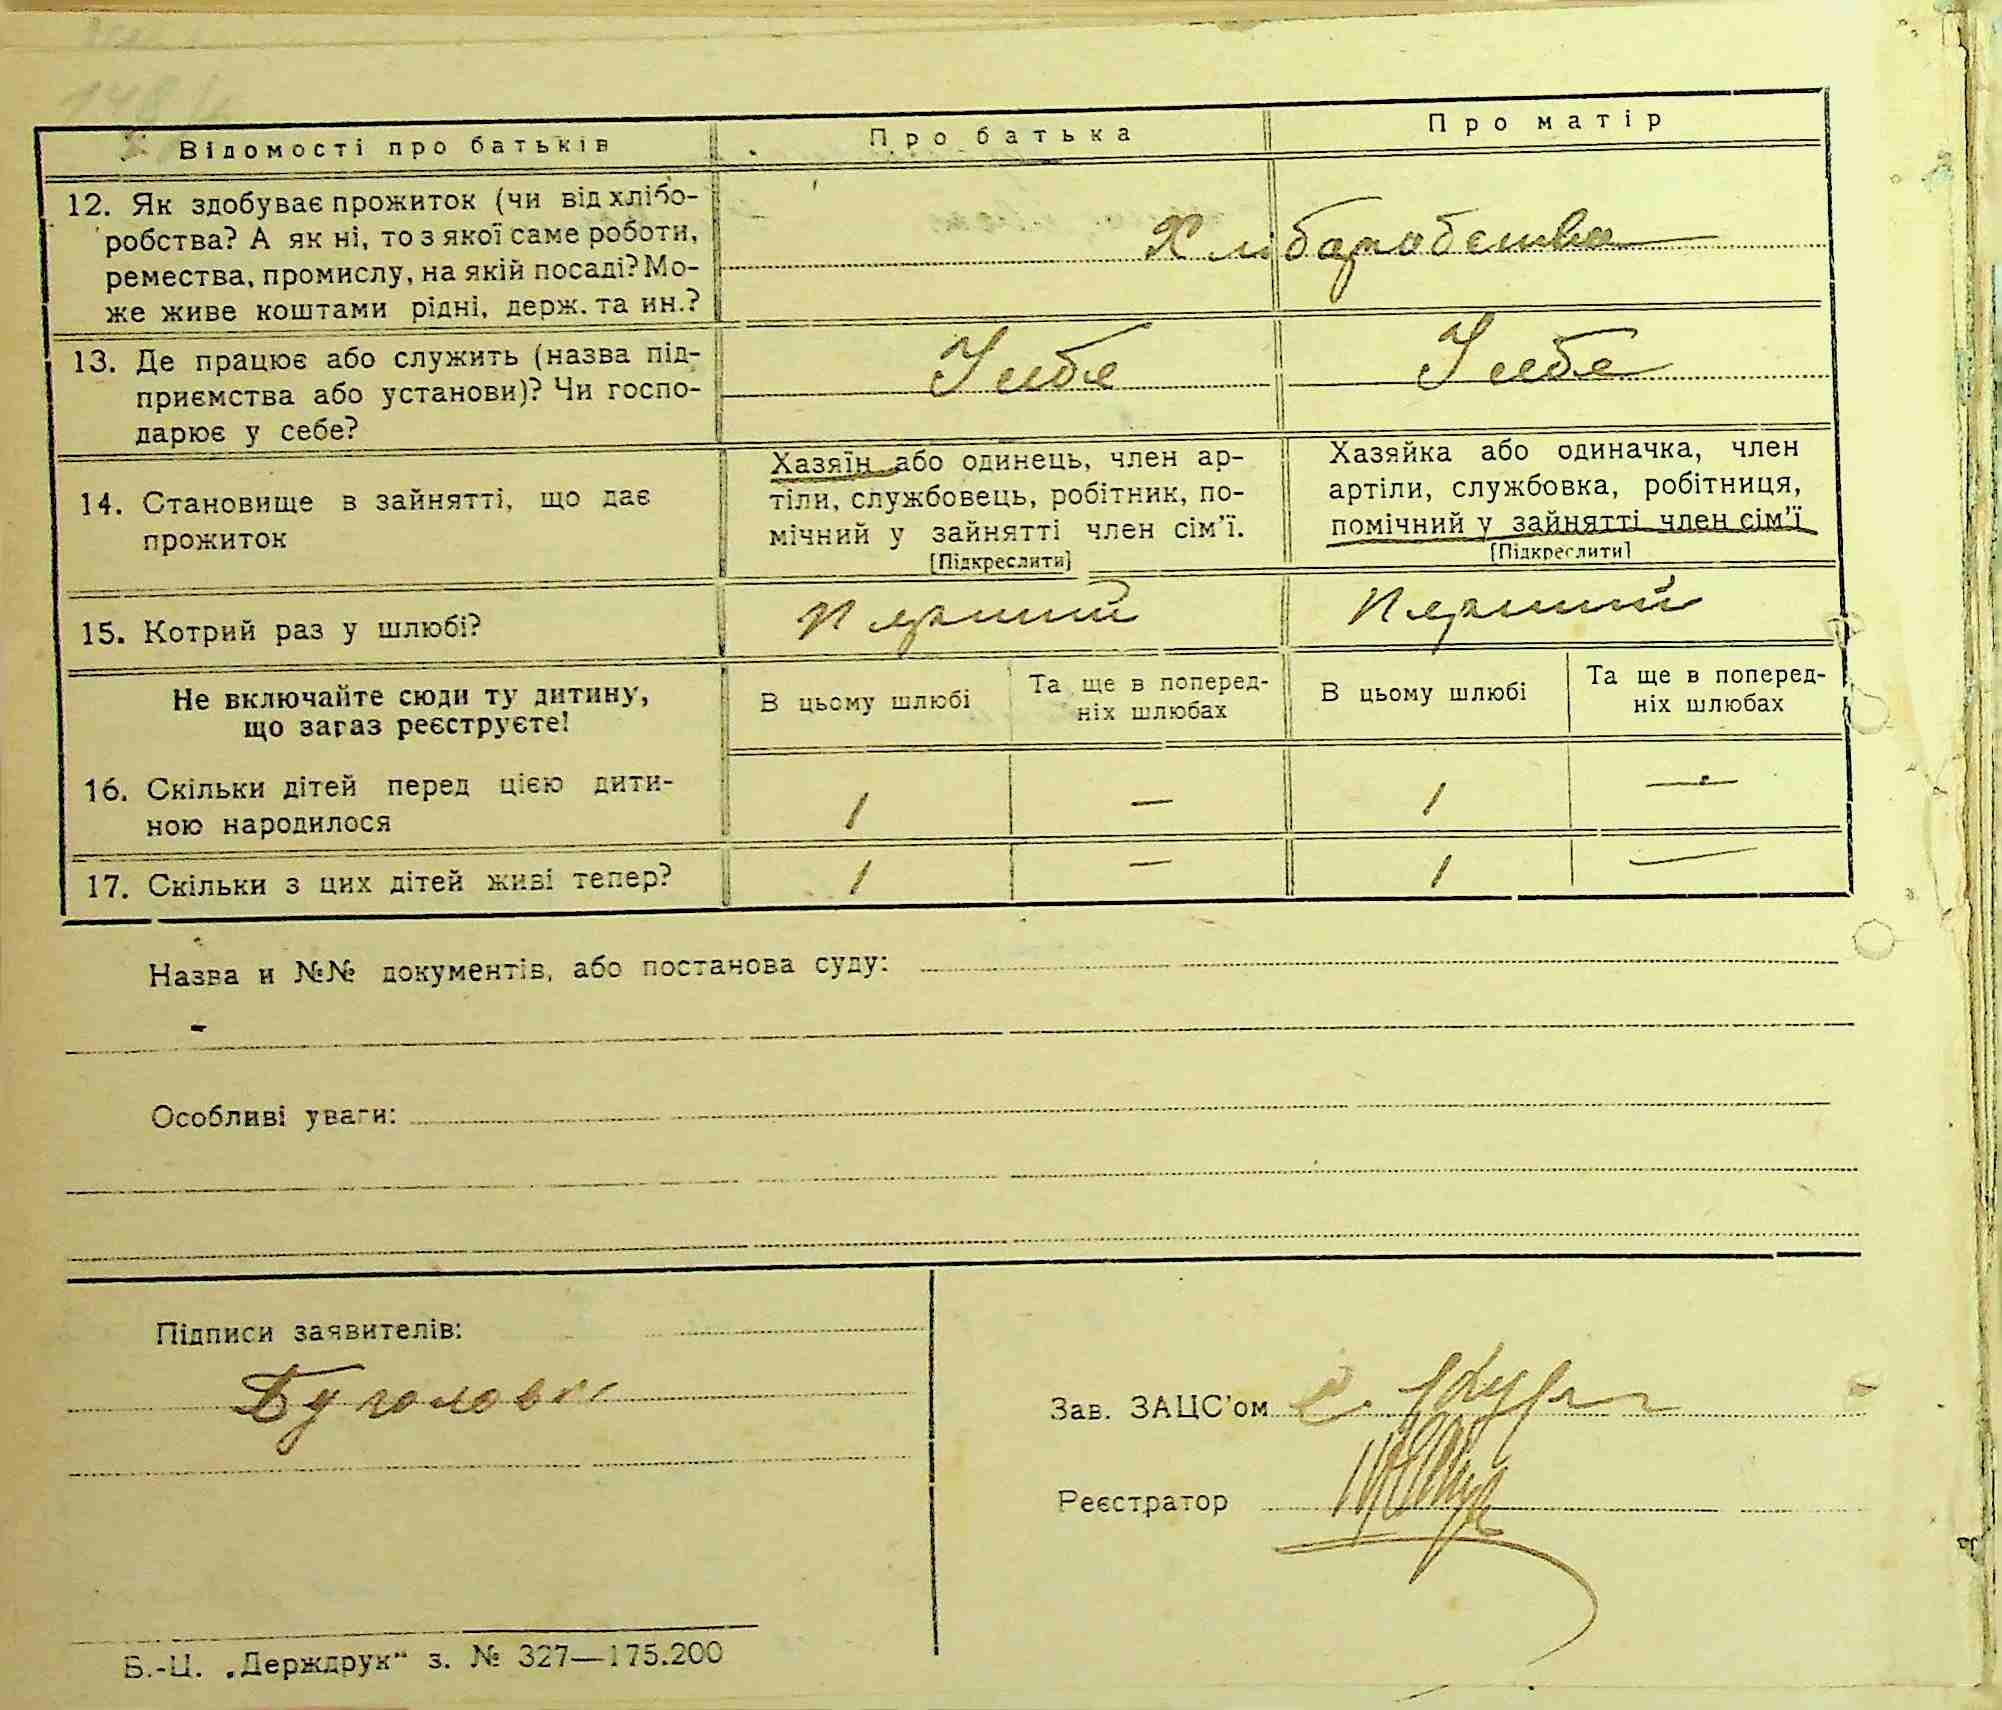 Відомості про батьків
Про батька
Про матір
12. Як здобуває прожиток (чи від хлібо-
робства? А як ні, то з якої саме роботи,
ремества, промислу, на якій посаді? Мо-
же живе коштами рідні, держ. та ин.?
Хліборобство
13. Де працює або служить (назва під-
приємства або установи)? Чи госпо-
дарює у себе?
У себе
У себе
14. Становище в зайнятті, що дає
прожиток
Хазяїн або одинець, член ар-
тіли, службовець, робітник, по-
мічний у зайнятті член сім'ї.
[Підкреслити]
Хазяйка або одиначка, член
артіли, службовка, робітниця,
помічний у зайнятті член сім'ї
[Підкреслити]
15. Котрий раз у шлюбі?
Перший
Перший
Не включайте сюди ту дитину,
що зараз реєструєте!
В цьому шлюбі
Та ще в поперед-
ніх шлюбах
В цьому шлюбі
Та ще в поперед-
ніх шлюбах
16. Скільки дітей перед цією дити-
ною народилося
1 — 1 —
17. Скільки з цих дітей живі тепер?
1 — 1 —
Назва и №№ документів, або постанова суду:
Особливі уваги:
Підписи заявителів:
Зав. ЗАЦС'ом
Реєстратор
Б.-Ц. „Держдрук" з. № 327—175.200